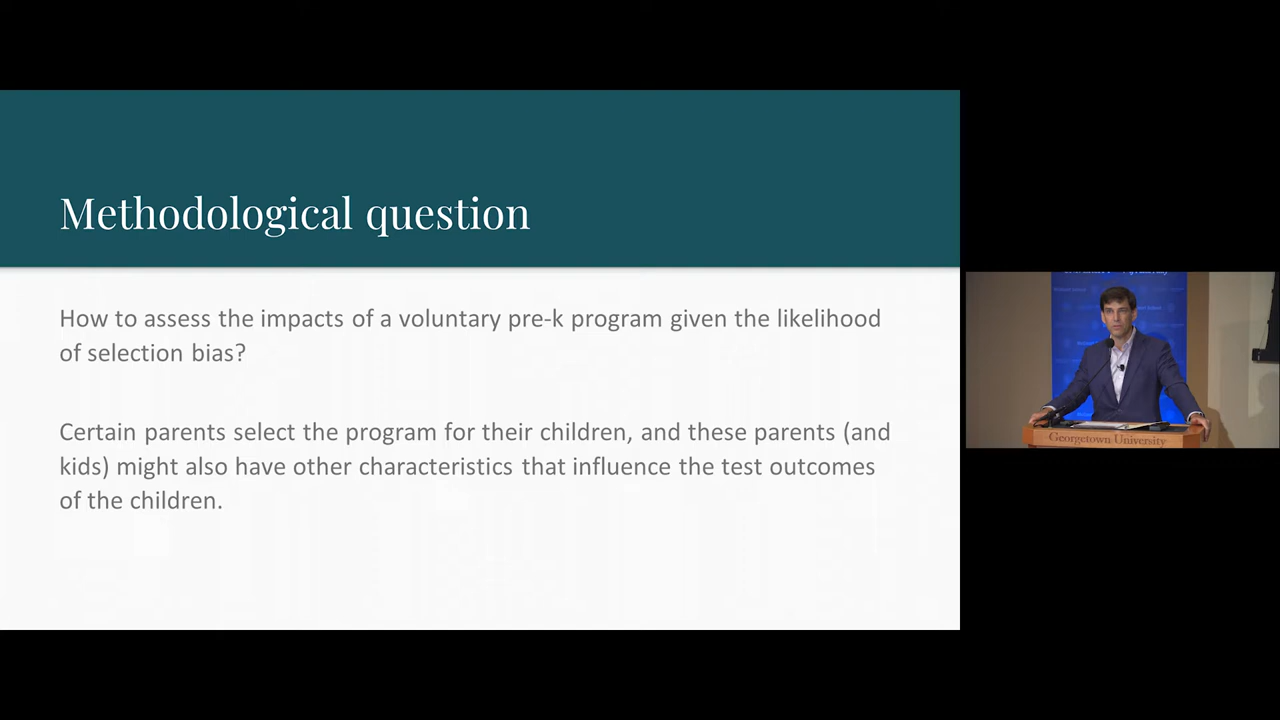 Methodological question
How to assess the impacts of a voluntary pre-k program given the likelihood
of selection bias?
Certain parents select the program for their children, and these parents (and
kids) might also have other characteristics that influence the test outcomes
of the children.
Georgetown University